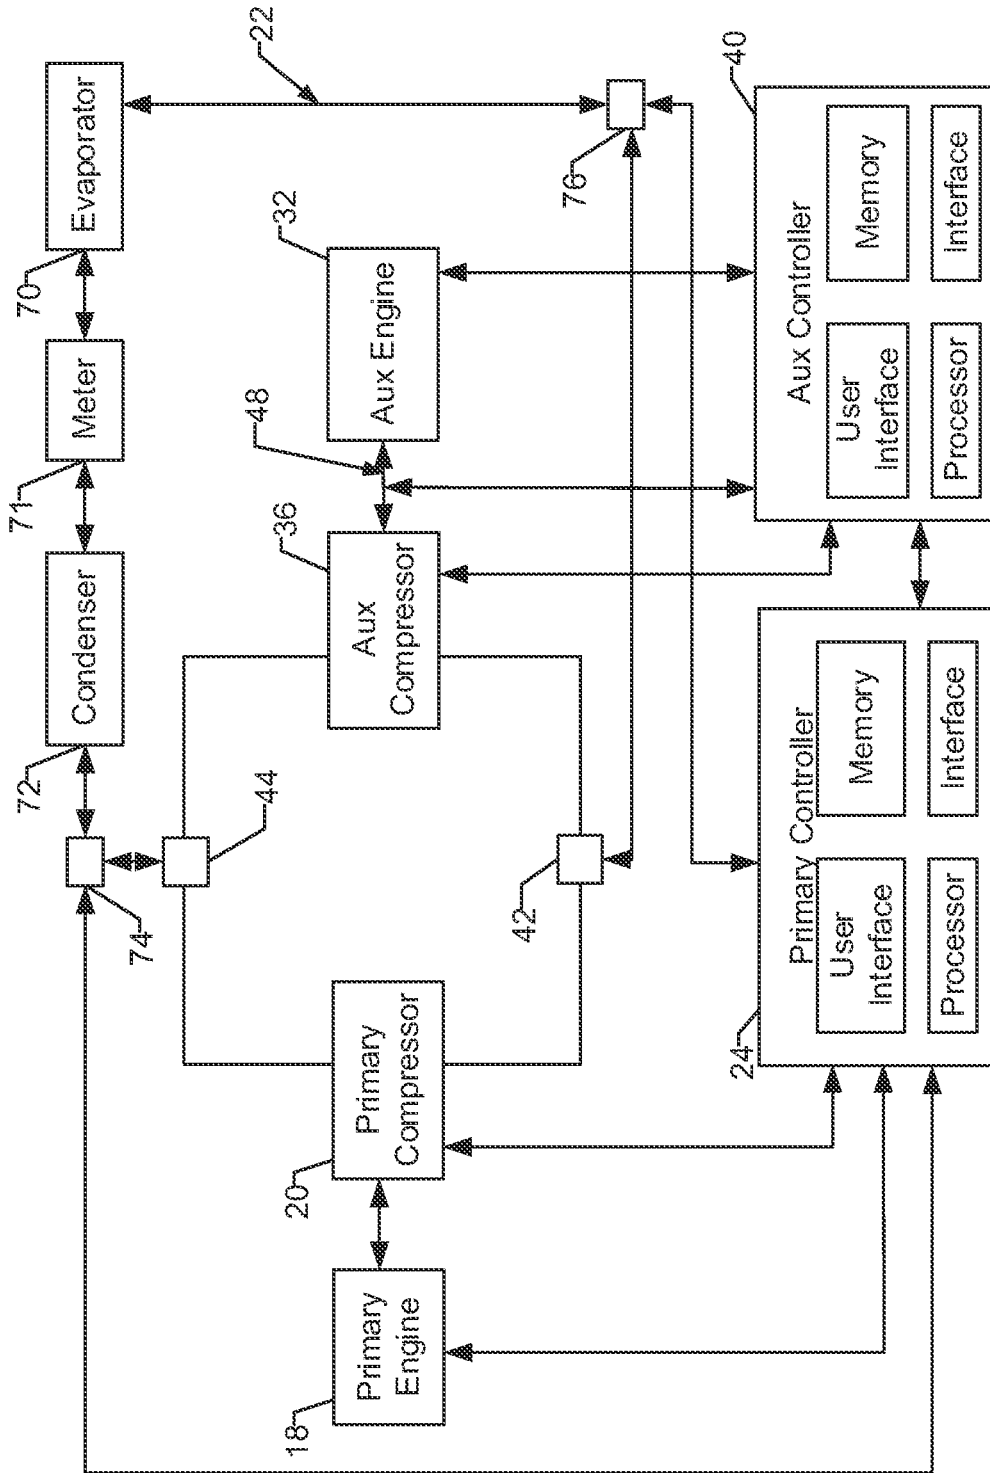 22
Evaporator
70
Meter
71
Condenser
72
74
44
76
32
Aux Engine
48
36
Aux
Compressor
42
Primary
Compressor
20
Primary
Engine
18
40
Aux Controller
User
Interface
Memory
Processor
Interface
24
Primary Controller
User
Interface
Memory
Processor
Interface